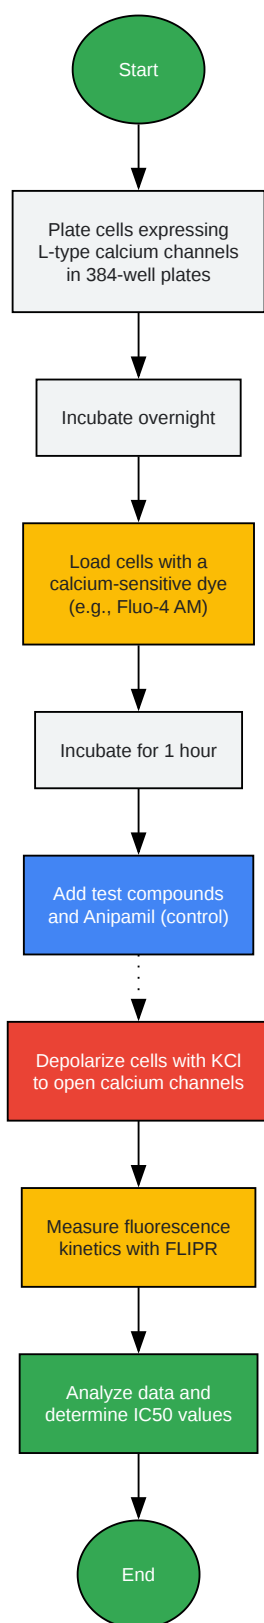 Start
Plate cells expressing
L-type calcium channels
in 384-well plates
Incubate overnight
Load cells with a
calcium-sensitive dye
(e.g., Fluo-4 AM)
Incubate for 1 hour
Add test compounds
and Anipamil (control)
Depolarize cells with KCl
to open calcium channels
Measure fluorescence
kinetics with FLIPR
Analyze data and
determine IC50 values
End